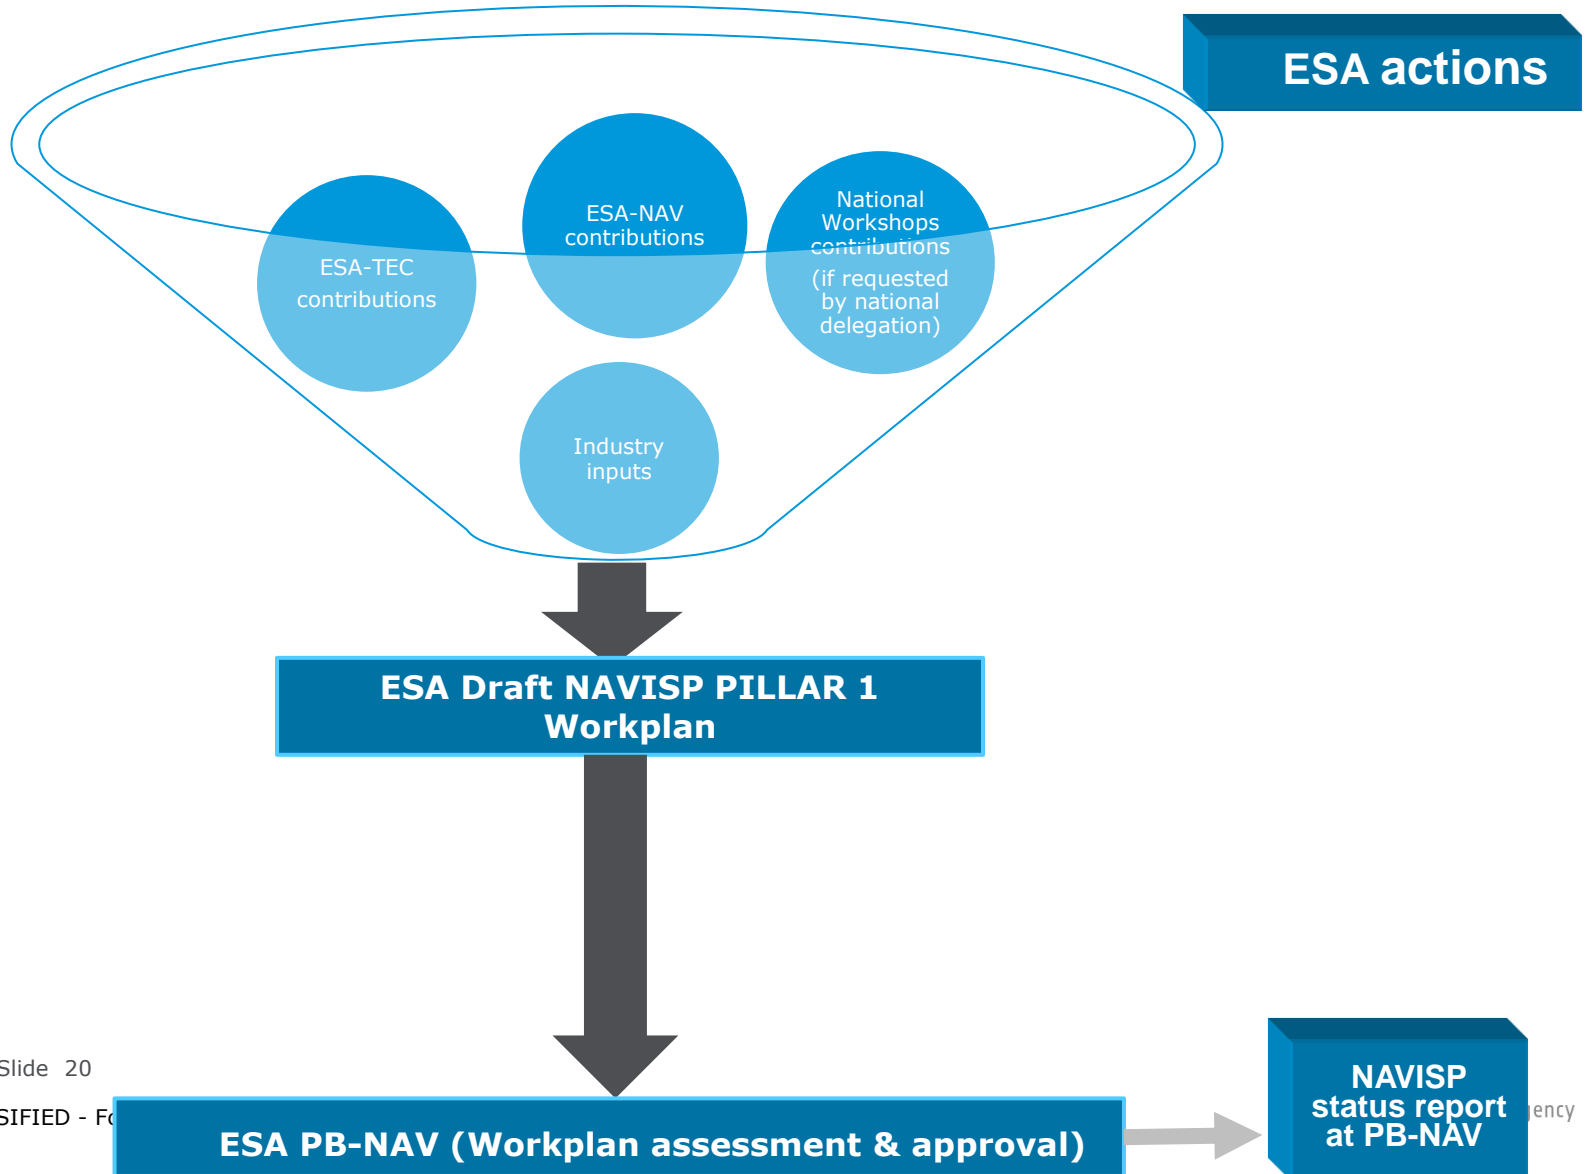 ESA actions
ESA-NAV
contributions
National
Workshops
contributions
(if requested
by national
delegation)
ESA-TEC
contributions
Industry
inputs
ESA Draft NAVISP PILLAR 1
Workplan
Slide 20
SIFIED - Fo
ESA PB-NAV (Workplan assessment & approval)
NAVISP
status report
at PB-NAV
gency